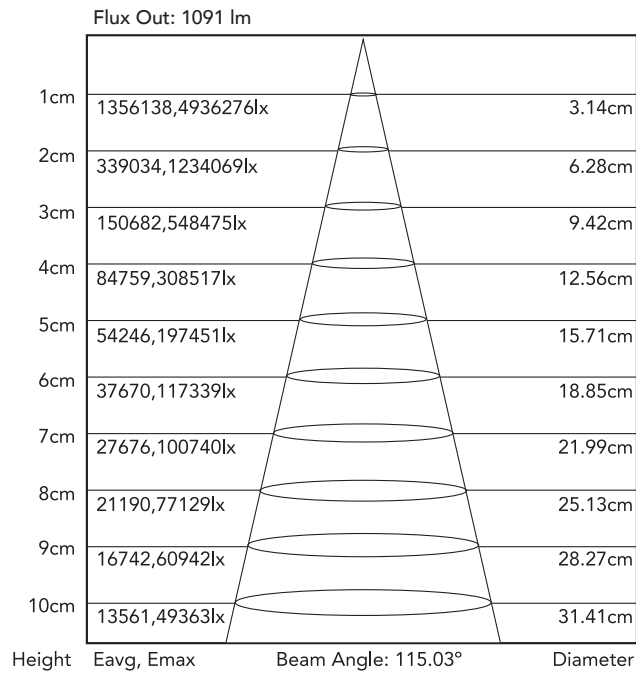 Flux Out: 1091 lm
1cm
1356138,4936276lx
3.14cm
2cm
339034,1234069lx
6.28cm
3cm
150682,548475lx
9.42cm
4cm
84759,308517lx
12.56cm
5cm
54246,197451lx
15.71cm
6cm
37670,117339lx
18.85cm
7cm
27676,100740lx
21.99cm
8cm
21190,77129lx
25.13cm
9cm
16742,60942lx
28.27cm
10cm
13561,49363lx
31.41cm
Height Eavg, Emax Beam Angle: 115.03º Diameter